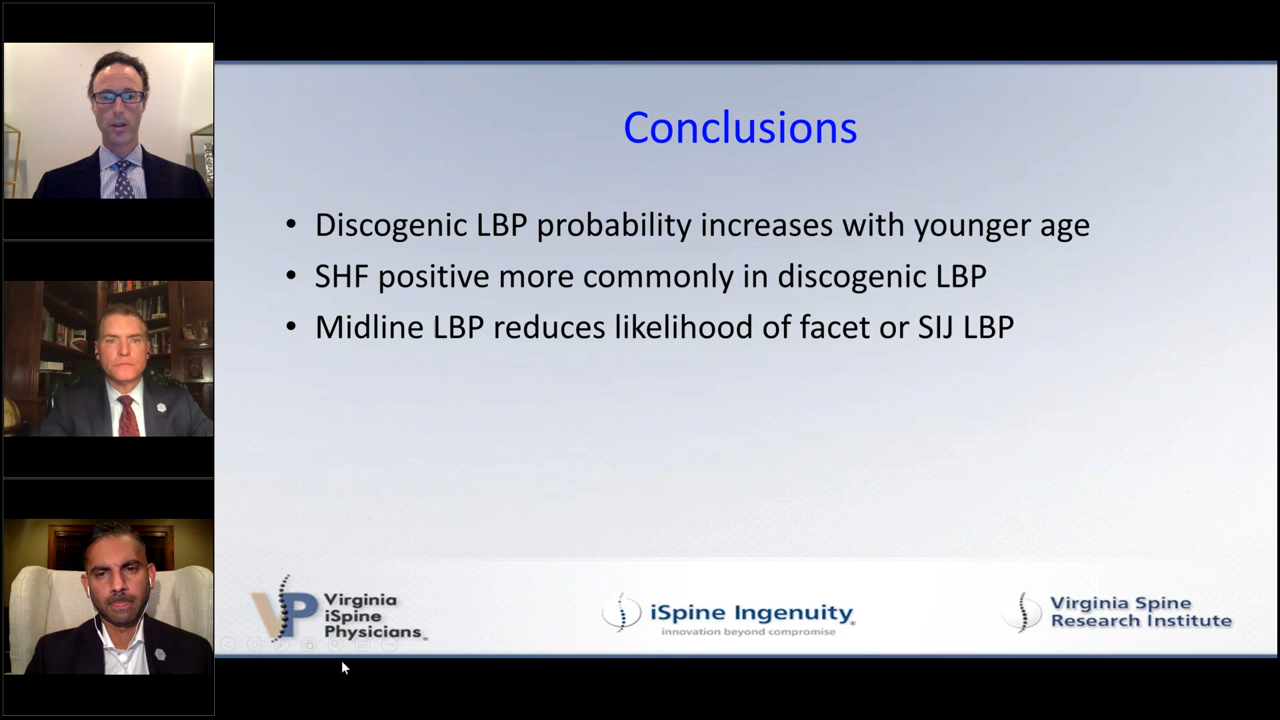 Conclusions
• Discogenic LBP probability increases with younger age
• SHF positive more commonly in discogenic LBP
• Midline LBP reduces likelihood of facet or SIJ LBP
VP
Virginia
iSpine
Physicians
iSpine Ingenuity
innovation beyond compromise
Virginia Spine
Research Institute